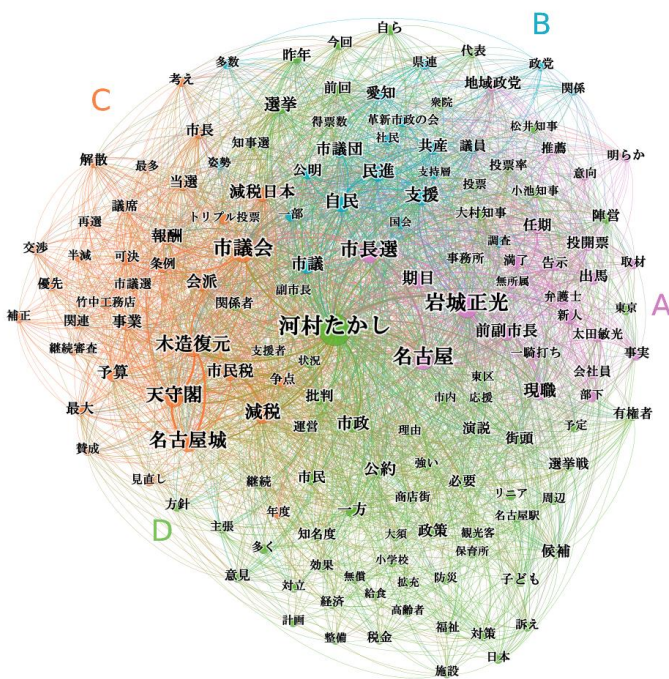 自ら
B
今回
昨年
代表
多数
県連
政党
考え
前回
愛知
地域政党
関係
C
選挙
衆院
得票数
革新市政の会
松井知事
市長
知事選
社民
市議団
共産
議員
推薦
明らか
解散
最多
姿勢
公明
民進
支持層
投票率
意向
当選
減税日本
自民
支援
投票
小池知事
議席
トリプル投票
一部
大村知事
陣営
再選
報酬
国会
任期
交渉
半減
可決
市議会
市長選
調査
投開票
条例
市議
事務所
満了
告示
取材
優先
市議選
会派
期目
無所属
出馬
竹中工務店
副市長
弁護士
補正
関連
事業
関係者
岩城正光
新人
東京
A
河村たかし
前副市長
太田敏光
継続審査
木造復元
支援者
名古屋
一騎打ち
事実
予算
市民税
状況
会社員
天守閣
争点
東区
現職
部下
最大
減税
批判
市内
応援
有権者
賛成
名古屋城
運営
市政
理由
演説
街頭
予定
見直し
継続
市民
公約
強い
必要
選挙戦
方針
年度
一方
商店街
リニア
周辺
D
主張
知名度
大須
政策
観光客
名古屋駅
多く
小学校
保育所
候補
意見
効果
対立
無償
拡充
防災
子ども
経済
給食
計画
高齢者
整備
税金
福祉
対策
訴え
日本
施設